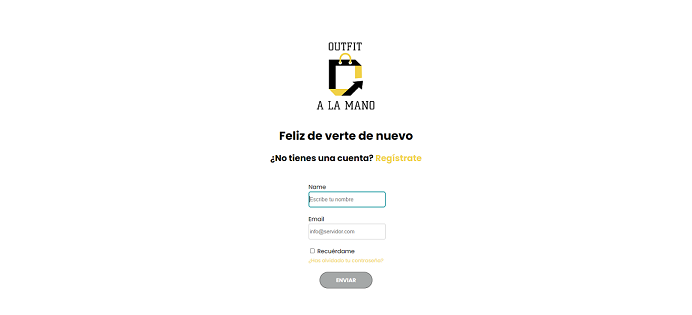 OUTFIT
A LA MANO
Feliz de verte de nuevo
¿No tienes una cuenta? Regístrate
Name
Escribe tu nombre
Email
info@servidor.com
Recuérdame
¿Has olvidado tu contraseña?
ENVIAR